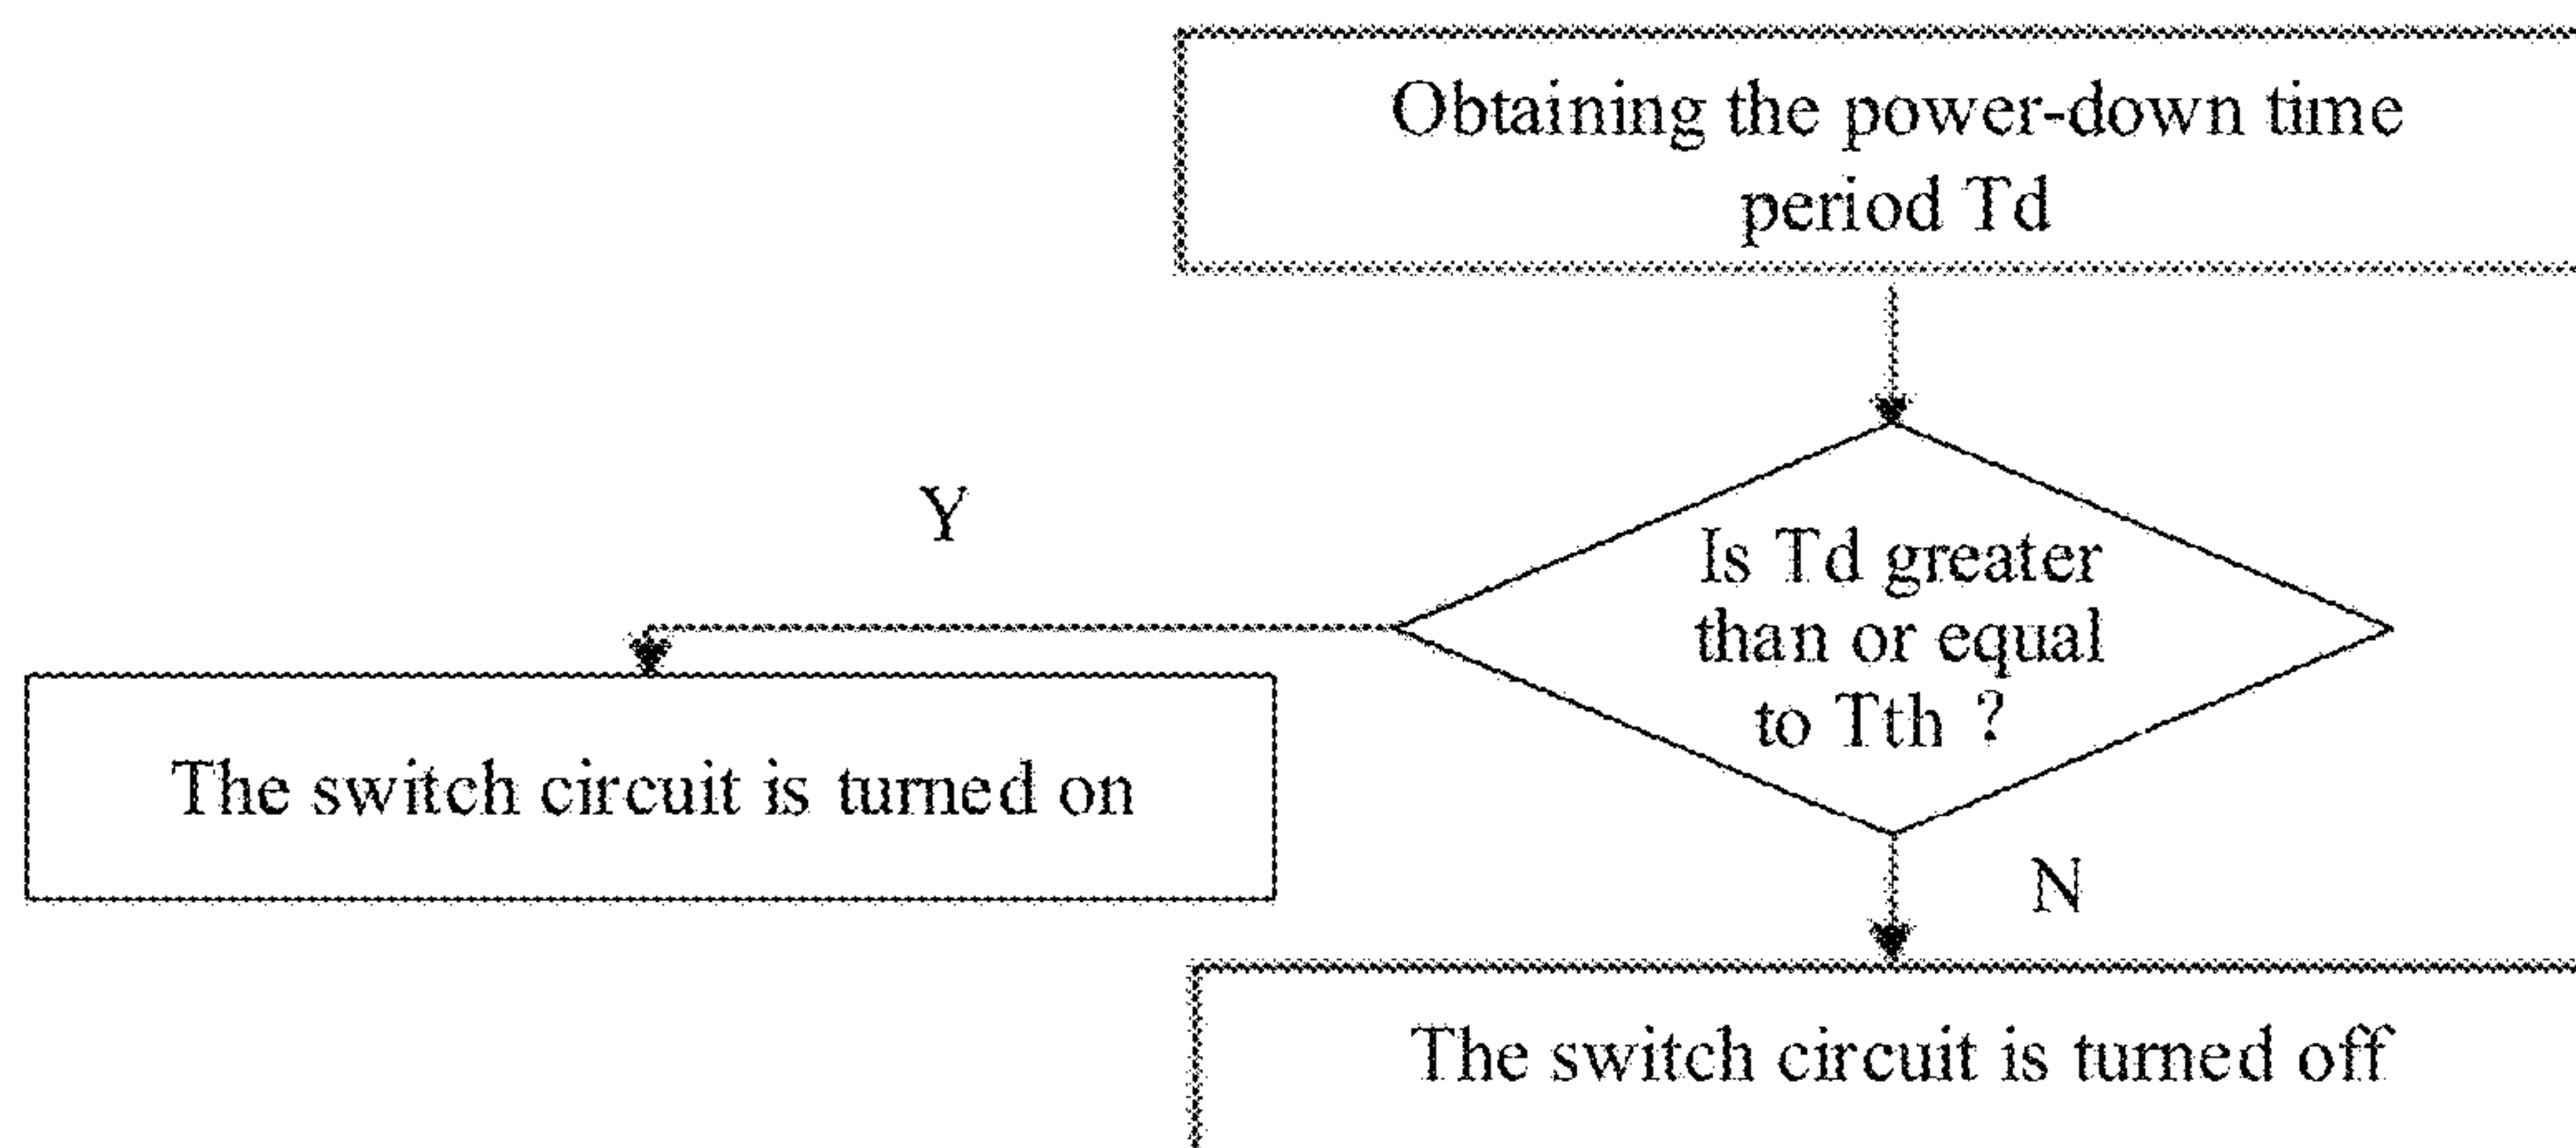 Obtaining the power-down time
period Td
Y
Is Td greater
than or equal
to Tth ?
The switch circuit is turned on
N
The switch circuit is turned off